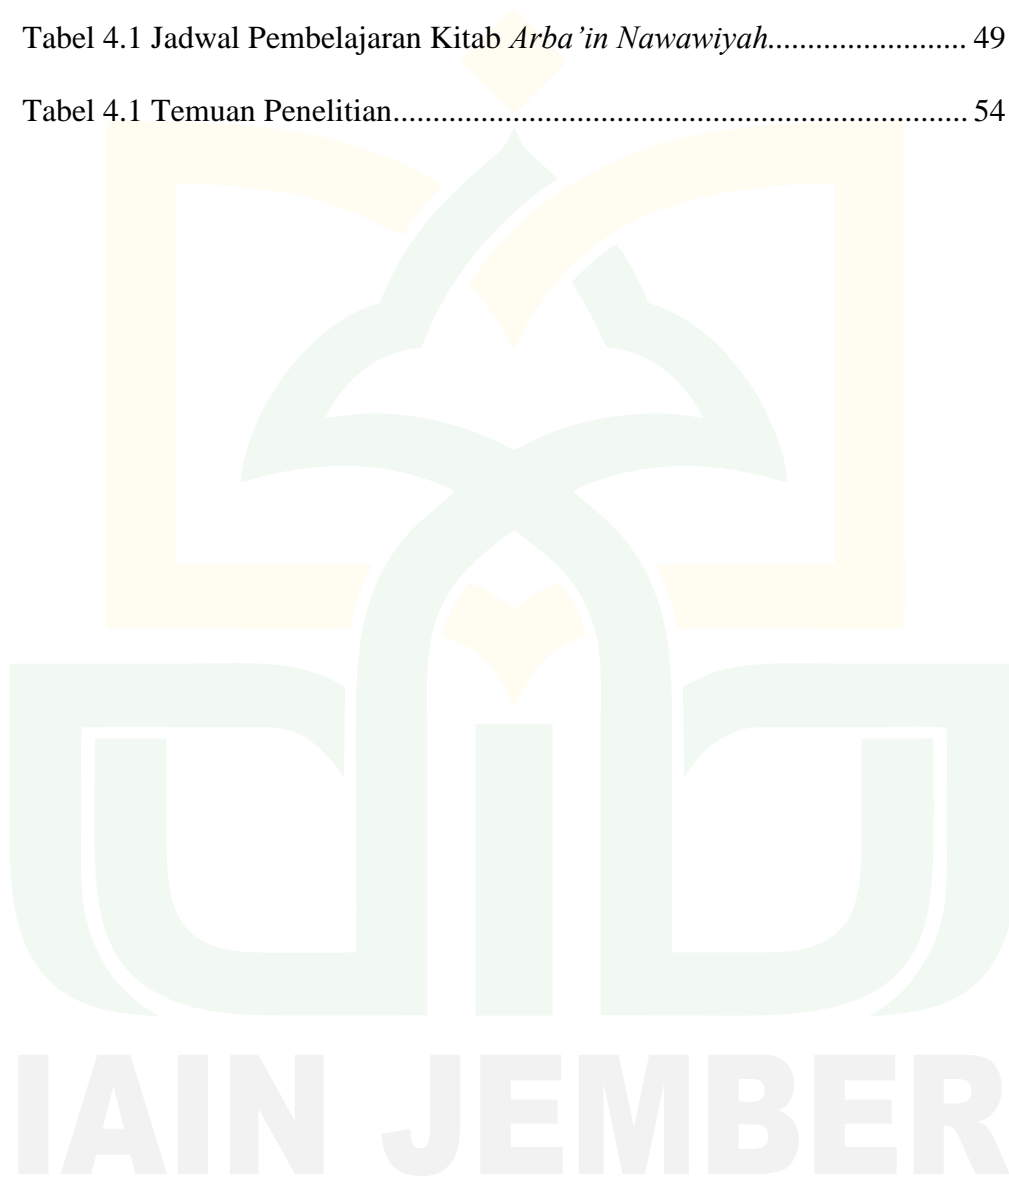 Tabel 4.1 Jadwal Pembelajaran Kitab Arba’in Nawawiyah......................... 49
Tabel 4.1 Temuan Penelitian........................................................................ 54
IAIN JEMBER